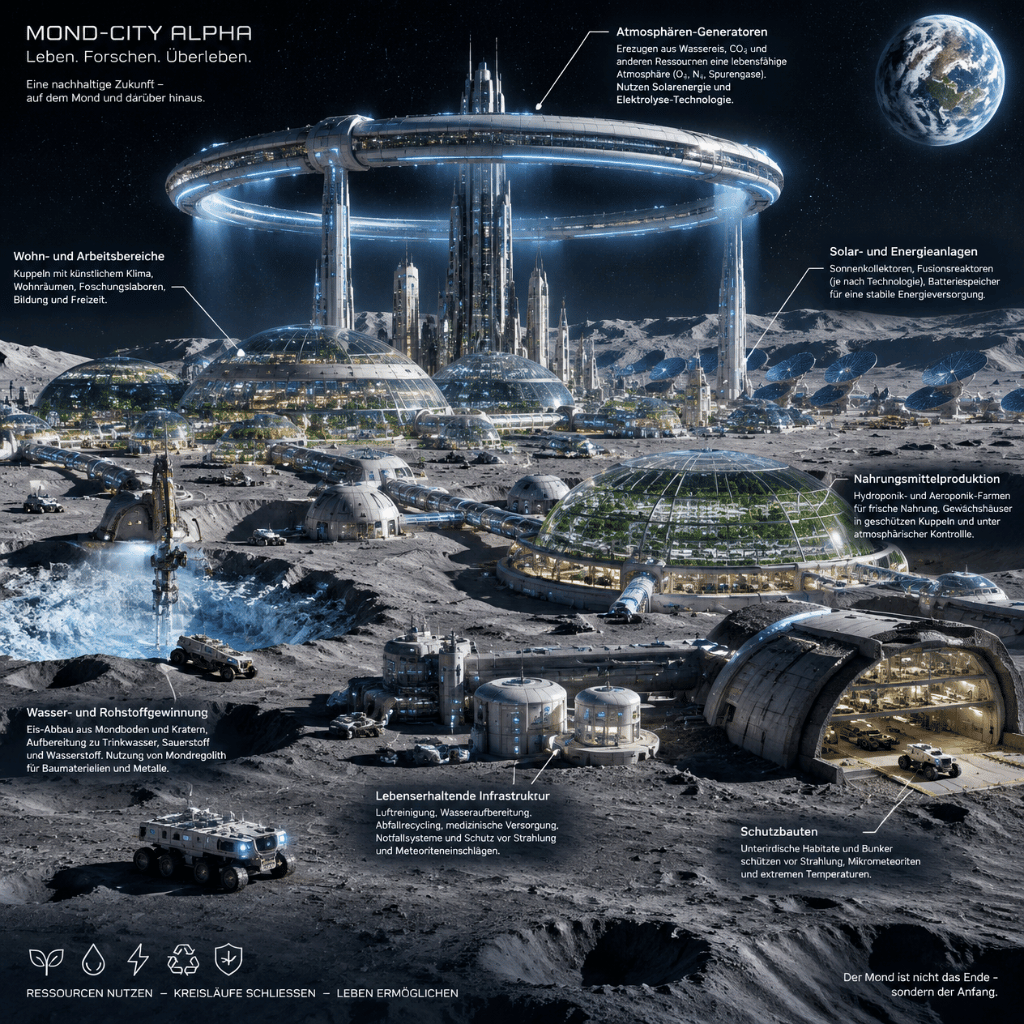 MOND-CITY ALPHA
Leben. Forschen. Überleben.
Eine nachhaltige Zukunft –
auf dem Mond und darüber hinaus.
Atmosphären-Generatoren
Erezugen aus Wassereis, CO₂ und
anderen Ressourcen eine lebensfähige
Atmosphäre (O₂, N₂, Spurengase).
Nutzen Solarenergie und
Elektrolyse-Technologie.
Wohn- und Arbeitsbereiche
Kuppeln mit künstlichem Klima,
Wohnräumen, Foschungslaboren,
Bildung und Freizeit.
Solar- und Energieanlagen
Sonnenkollektoren, Fusionsreaktoren
(je nach Technologie), Batteriespeicher
für eine stabile Energieversorgung.
Nahrungsmittelproduktion
Hydroponik- und Aeroponik-Farmen
für frische Nahrung. Gewächshäuser
in geschützen Kuppeln und unter
atmosphärischer Kontrollle.
Wasser- und Rohstoffgewinnung
Eis-Abbau aus Mondboden und Kratern,
Aufbereitung zu Trinkwasser, Sauerstoff
und Wasserstoff. Nutzung von Mondregolith
für Baumaterielien und Metalle.
Lebenserhaltende Infrastruktur
Luftreinigung, Wasseraufbereitung.
Abfallrecycling, medizinische Versorgung,
Notfallsysteme und Schutz vor Strahlung
und Meteoriteneinschlägen.
Schutzbauten
Unterirdische Habitate und Bunker
schützen vor Strahlung, Mikrometeoriten
und extremen Temperaturen.
RESSOURCEN NUTZEN – KREISLÄUFE SCHLIESSEN – LEBEN ERMÖGLICHEN
Der Mond ist nicht das Ende –
sondern der Anfang.